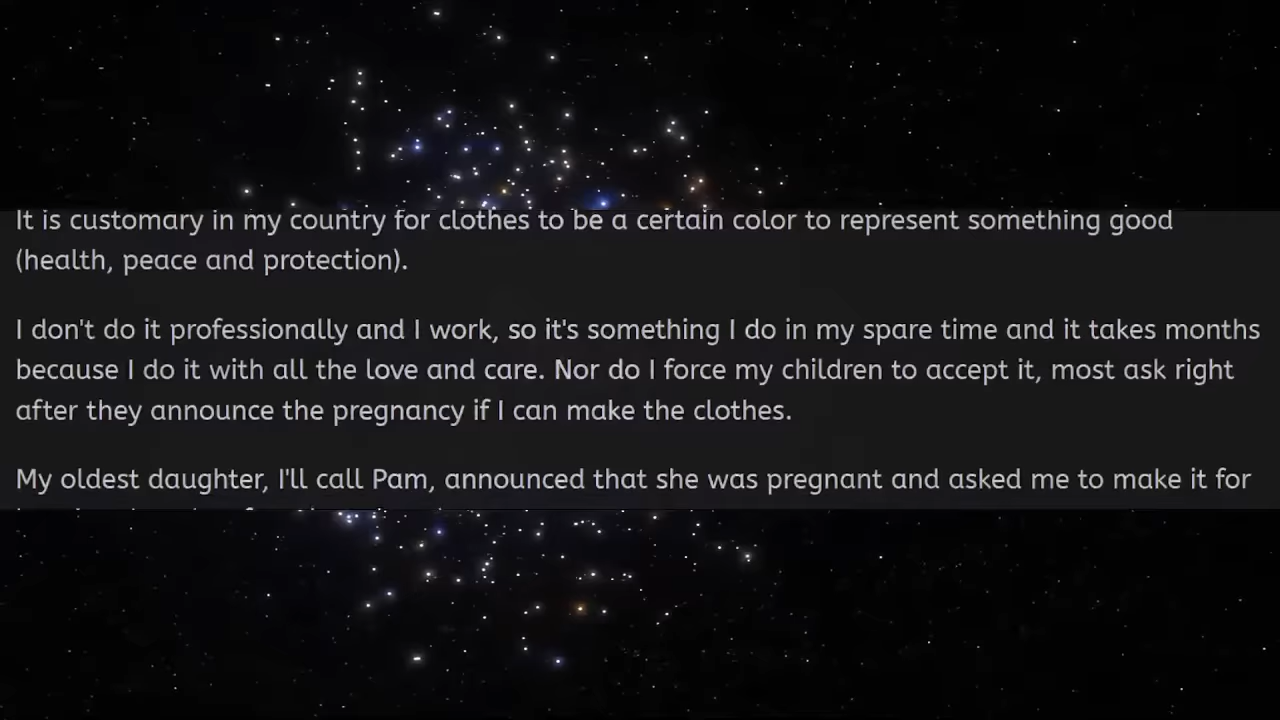 It is customary in my country for clothes to be a certain color to represent something good
(health, peace and protection).
I don't do it professionally and I work, so it's something I do in my spare time and it takes months
because I do it with all the love and care. Nor do I force my children to accept it, most ask right
after they announce the pregnancy if I can make the clothes.
My oldest daughter, I'll call Pam, announced that she was pregnant and asked me to make it for